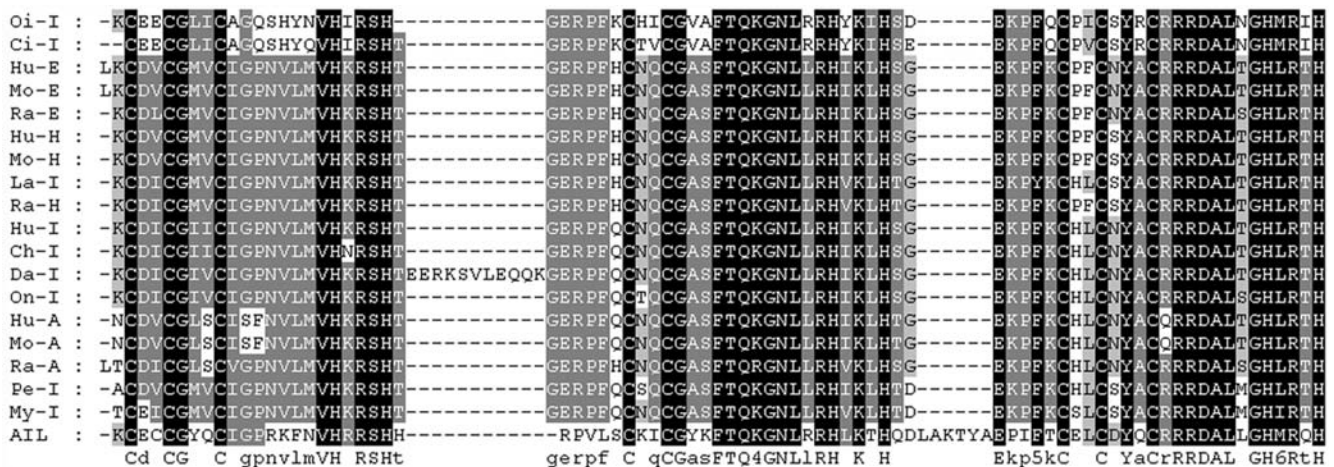 Oi-I : -KCEECGLICAGQSHYNVHIRSH------------GERPFKCHICGVAFTQKGNLRRHYKIHSD------EKPFQCPICSYRCRRRDALNGHMRIH
Ci-I : --CEECGLICAGQSHYQVHIRSHT-----------GERPFKCTVCGVAFTQKGNLRRHYKIHSE------EKPFQCPVCSYRCRRRDALNGHMRIH
Hu-E : LKCDVCGMVCIGPNVLMVHKRSHT-----------GERPFHCNQCGASFTQKGNLLRHIKLHSG------EKPFKCPFCNYACRRRDALTGHLRTH
Mo-E : LKCDVCGMVCIGPNVLMVHKRSHT-----------GERPFHCNQCGASFTQKGNLLRHIKLHSG------EKPFKCPFCNYACRRRDALTGHLRTH
Ra-E : -KCDLCGMVCIGPNVLMVHKRSHT-----------GERPFHCNQCGASFTQKGNLLRHIKLHSG------EKPFKCPFCNYACRRRDALSGHLRTH
Hu-H : -KCDVCGMVCIGPNVLMVHKRSHT-----------GERPFHCNQCGASFTQKGNLLRHIKLHSG------EKPFKCPFCSYACRRRDALTGHLRTH
Mo-H : -KCDVCGMVCIGPNVLMVHKRSHT-----------GERPFHCNQCGASFTQKGNLLRHIKLHSG------EKPFKCPFCSYACRRRDALTGHLRTH
La-I : -KCDICGMVCIGPNVLMVHKRSHT-----------GERPFHCNQCGASFTQKGNLLRHVKLHTG------EKPYKCHLCSYACRRRDALTGHLRTH
Ra-H : -KCDVCGMVCIGPNVLMVHKRSHT-----------GERPFHCNQCGASFTQKGNLLRHVKLHTG------EKPFKCPFCSYACRRRDALTGHLRTH
Hu-I : -KCDICGIICIGPNVLMVHKRSHT-----------GERPFQCNQCGASFTQKGNLLRHIKLHSG------EKPFKCHLCNYACRRRDALTGHLRTH
Ch-I : -KCDICGIICIGPNVLMVHNRSHT-----------GERPFQCNQCGASFTQKGNLLRHIKLHSG------EKPFKCHLCNYACRRRDALTGHLRTH
Da-I : -KCDICGIVCIGPNVLMVHKRSHTEERKSVLEQQKGERPFQCNQCGASFTQKGNLLRHIKLHSG------EKPFKCHLCNYACRRRDALTGHLRTH
On-I : -KCDICGIVCIGPNVLMVHKRSHT-----------GERPFQCTQCGASFTQKGNLLRHIKLHSG------EKPFKCHLCNYACRRRDALSGHLRTH
Hu-A : -NCDVCGLSCISFNVLMVHKRSHT-----------GERPFQCNQCGASFTQKGNLLRHIKLHTG------EKPFKCHLCNYACQRRDALTGHLRTH
Mo-A : -NCDVCGLSCISFNVLMVHKRSHT-----------GERPFQCNQCGASFTQKGNLLRHIKLHTG------EKPFKCHLCNYACQRRDALTGHLRTH
Ra-A : LTCDICGLSCVGPNVLMVHKRSHT-----------GERPFHCNQCGASFTQKGNLLRHIKLHTG------EKPFKCHLCNYACRRRDALSGHLRTH
Pe-I : -ACDVCGMVCIGPNVLMVHKRSHT-----------GERPFQCSQCGASFTQKGNLLRHIKLHTD------EKPFKCHLCSYACRRRDALMGHLRTH
My-I : -TCEICGMVCIGPNVLMVHKRSHT-----------GERPFQCNQCGASFTQKGNLLRHVKLHTD------EKPFKCSLCSYACRRRDALMGHIRTH
AIL : -KCECCGYQCIGPRKFNVHRRSHH------------RPVLSCKICGYKFTQKGNLRRHLKTHQDLAKTYAEPIFTCELCDYQCRRRDALLGHMRQH
Cd CG  C gpnvlmVH RSHt           gerpf C qCGasFTQ4GNLlRH K H        Ekp5kC  C YaCrRRDAL GH6RtH